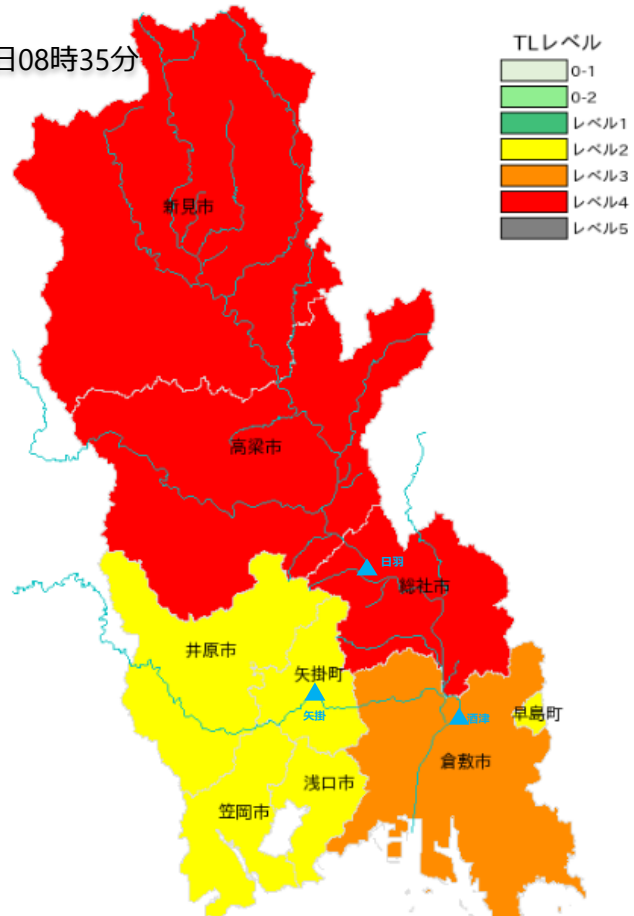 日08時35分
TLレベル
0-1
0-2
レベル1
レベル2
レベル3
レベル4
レベル5
新見市
高梁市
日羽
総社市
井原市
矢掛町
矢掛
早島町
酒津
倉敷市
浅口市
笠岡市